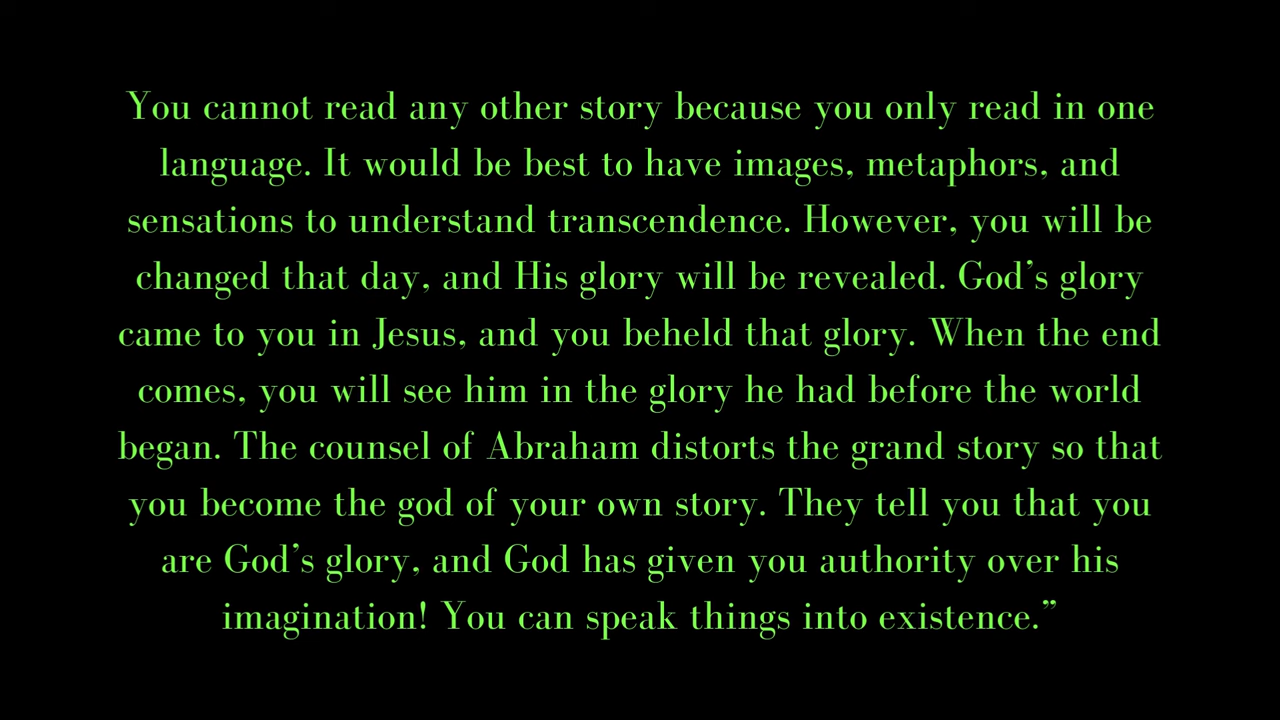 You cannot read any other story because you only read in one
language. It would be best to have images, metaphors, and
sensations to understand transcendence. However, you will be
changed that day, and His glory will be revealed. God’s glory
came to you in Jesus, and you beheld that glory. When the end
comes, you will see him in the glory he had before the world
began. The counsel of Abraham distorts the grand story so that
you become the god of your own story. They tell you that you
are God’s glory, and God has given you authority over his
imagination! You can speak things into existence.”